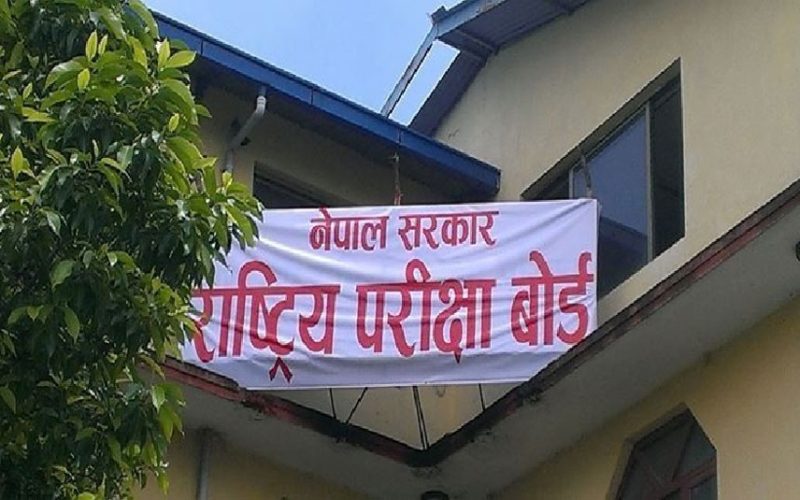 नेपाल सरकार
राष्ट्रिय परीक्षा बोर्ड